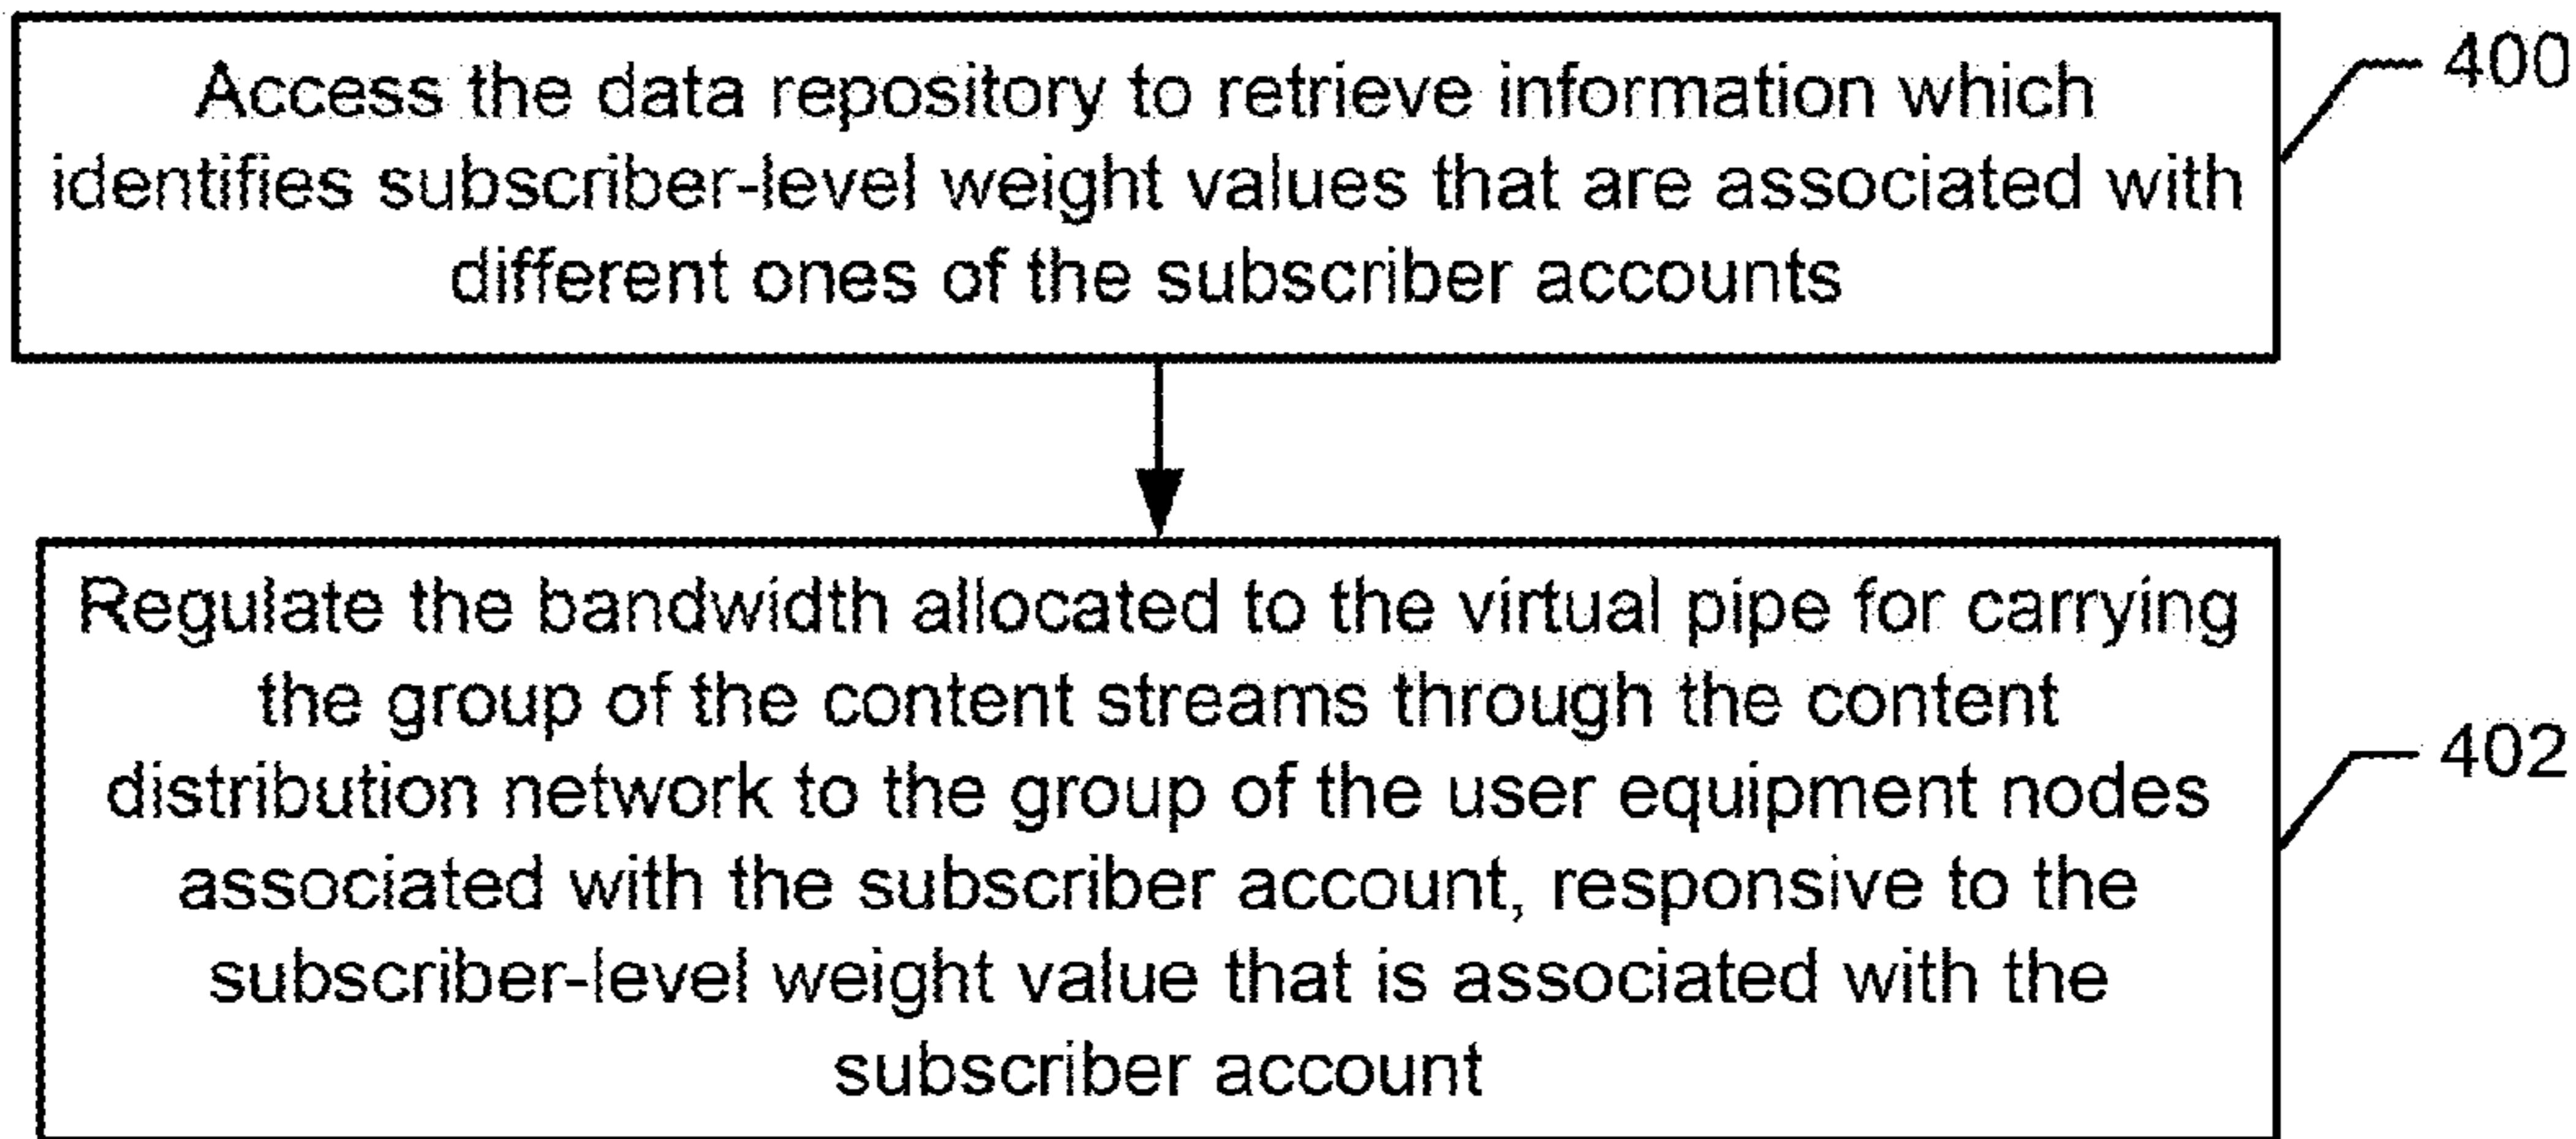 Access the data repository to retrieve information which
identifies subscriber-level weight values that are associated with
different ones of the subscriber accounts
400
Regulate the bandwidth allocated to the virtual pipe for carrying
the group of the content streams through the content
distribution network to the group of the user equipment nodes
associated with the subscriber account, responsive to the
subscriber-level weight value that is associated with the
subscriber account
402